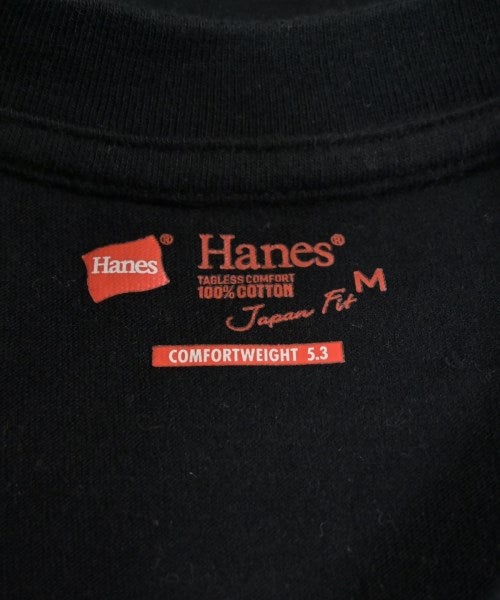 Hanes®
Hanes®
TAGLESS COMFORT
100% COTTON
Japan Fit
M
COMFORTWEIGHT 5.3